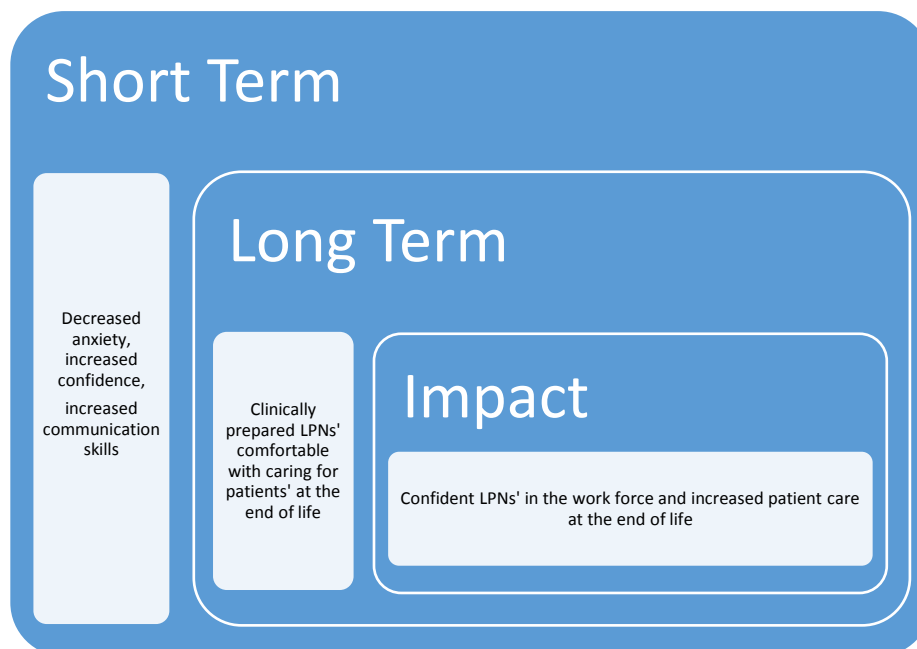 Short Term
Decreased
anxiety,
increased
confidence,
increased
communication
skills
Long Term
Clinically
prepared LPNs'
comfortable
with caring for
patients' at the
end of life
Impact
Confident LPNs' in the work force and increased patient care
at the end of life